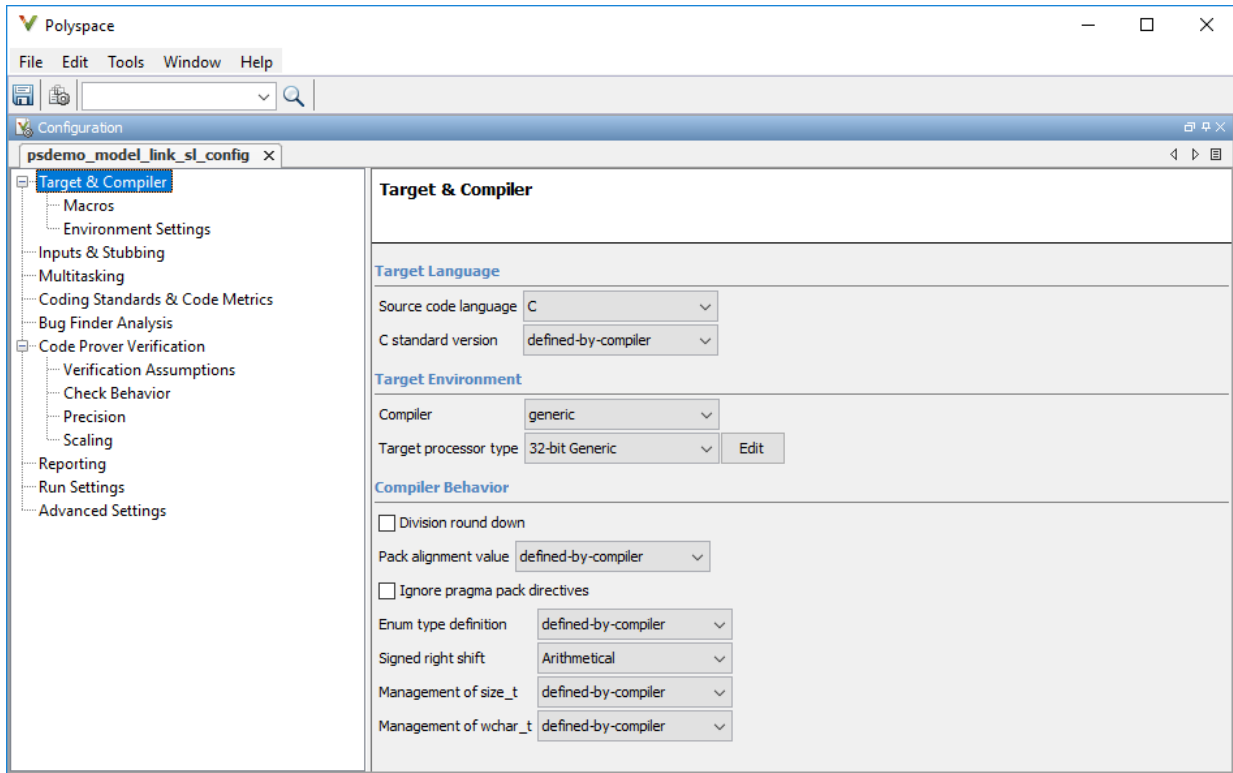 Polyspace
File Edit Tools Window Help
Configuration
psdemo_model_link_sl_config
Target & Compiler
Macros
Environment Settings
Inputs & Stubbing
Multitasking
Coding Standards & Code Metrics
Bug Finder Analysis
Code Prover Verification
Verification Assumptions
Check Behavior
Precision
Scaling
Reporting
Run Settings
Advanced Settings
Target & Compiler
Target Language
Source code language C
C standard version defined-by-compiler
Target Environment
Compiler generic
Target processor type 32-bit Generic Edit
Compiler Behavior
Division round down
Pack alignment value defined-by-compiler
Ignore pragma pack directives
Enum type definition defined-by-compiler
Signed right shift Arithmetical
Management of size_t defined-by-compiler
Management of wchar_t defined-by-compiler